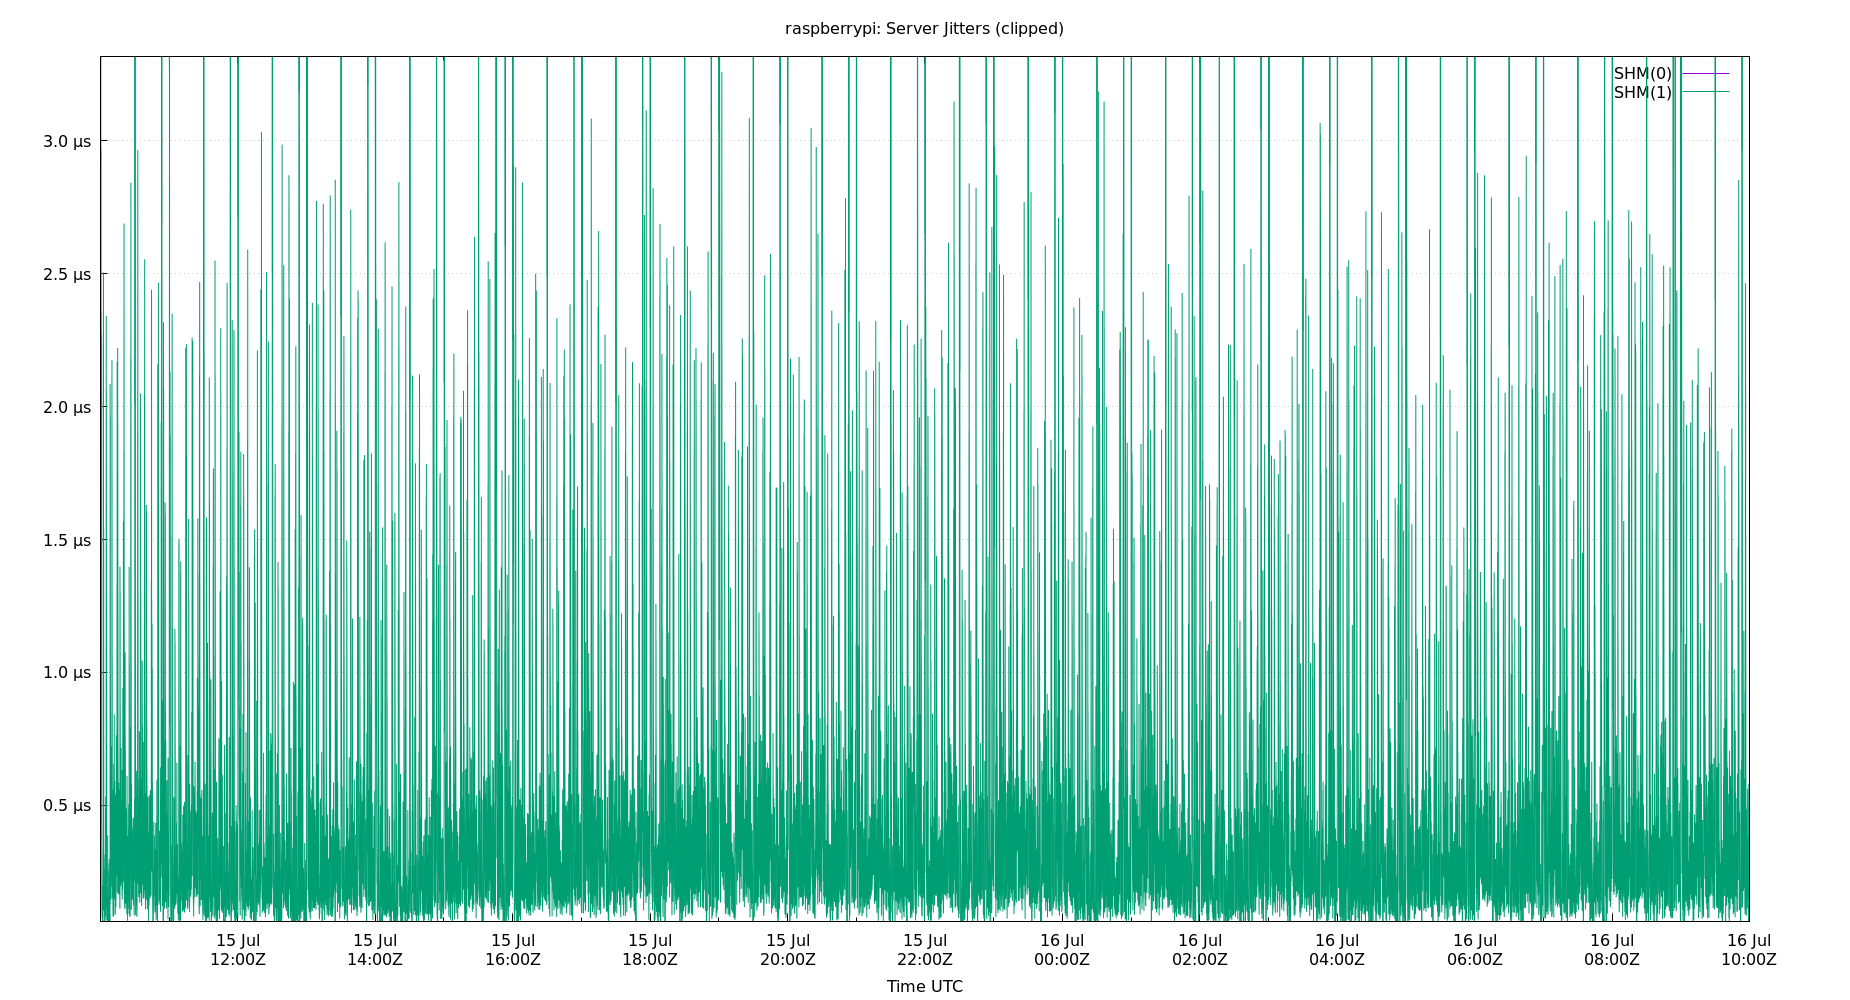 raspberrypi: Server Jitters (clipped)
SHM(0)
SHM(1)
3.0 µs
2.5 µs
2.0 µs
1.5 µs
1.0 µs
0.5 µs
15 Jul 15 Jul 15 Jul 15 Jul 15 Jul 15 Jul 16 Jul 16 Jul 16 Jul 16 Jul 16 Jul 16 Jul
12:00Z 14:00Z 16:00Z 18:00Z 20:00Z 22:00Z 00:00Z 02:00Z 04:00Z 06:00Z 08:00Z 10:00Z
Time UTC